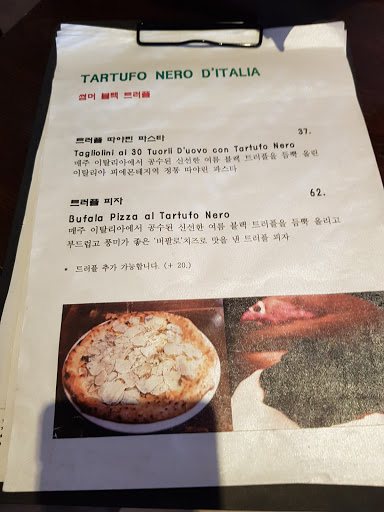 TARTUFO NERO D'ITALIA
썸머 블랙 트러플
트러플 따야린 파스타 37.
Tagliolini ai 30 Tuorli D'uovo con Tartufo Nero
매주 이탈리아에서 공수된 신선한 여름 블랙 트러플을 듬뿍 올린
이탈리아 피에몬테지역 정통 따야린 파스타
트러플 피자 62.
Bufala Pizza al Tartufo Nero
매주 이탈리아에서 공수된 신선한 여름 블랙 트러플을 듬뿍 올리고
부드럽고 풍미가 좋은 '버팔로'치즈로 맛을 낸 트러플 피자
* 트러플 추가 가능합니다. (+ 20.)